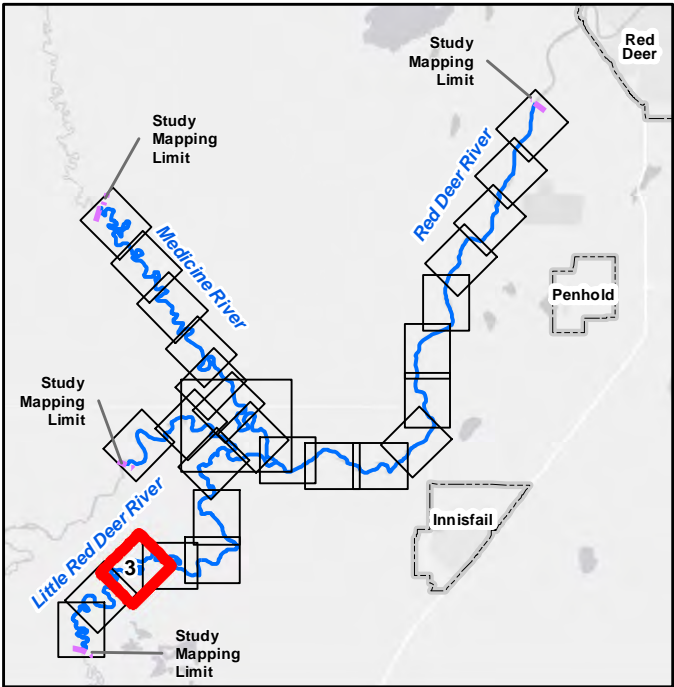 Study
Mapping
Limit
Red
Deer
Study
Mapping
Limit
Red Deer River
Medicine River
Penhold
Study
Mapping
Limit
Little Red Deer River
Innisfail
3
Study
Mapping
Limit